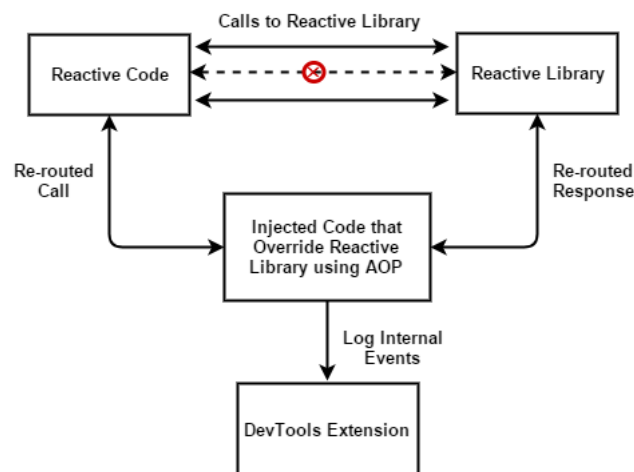 Calls to Reactive Library
Reactive Code
Reactive Library
Re-routed
Call
Re-routed
Response
Injected Code that
Override Reactive
Library using AOP
Log Internal
Events
DevTools Extension